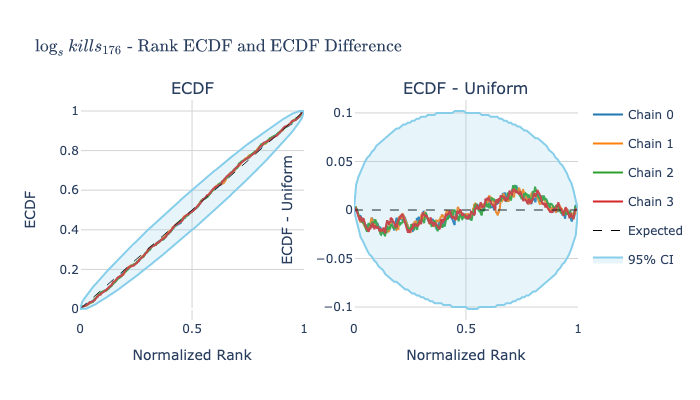 log_s kills_176 - Rank ECDF and ECDF Difference
ECDF
ECDF - Uniform
1
0.8
0.6
0.4
0.2
0
ECDF
0
0.5
1
Normalized Rank
0.1
0.05
0
−0.05
−0.1
ECDF - Uniform
0
0.5
1
Normalized Rank
Chain 0
Chain 1
Chain 2
Chain 3
Expected
95% CI